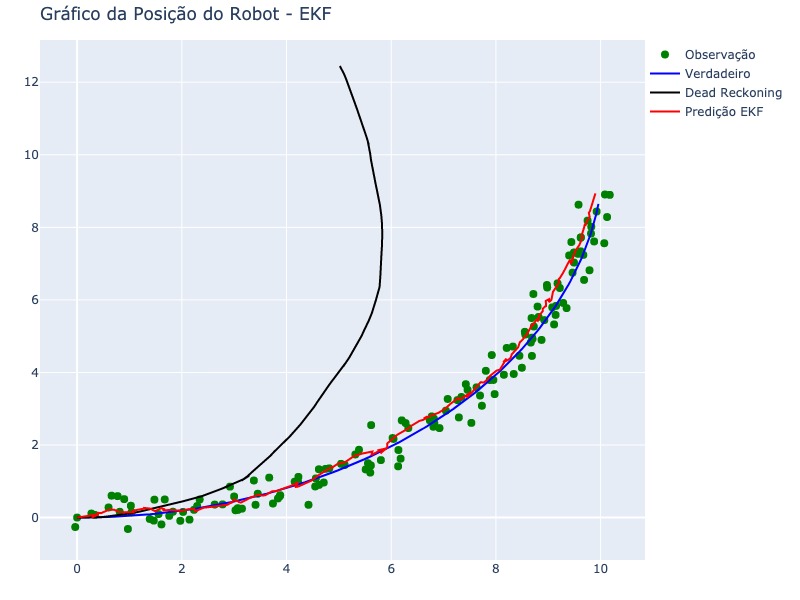 Gráfico da Posição do Robot - EKF
Observação
Verdadeiro
Dead Reckoning
Predição EKF
12
10
8
6
4
2
0
0 2 4 6 8 10